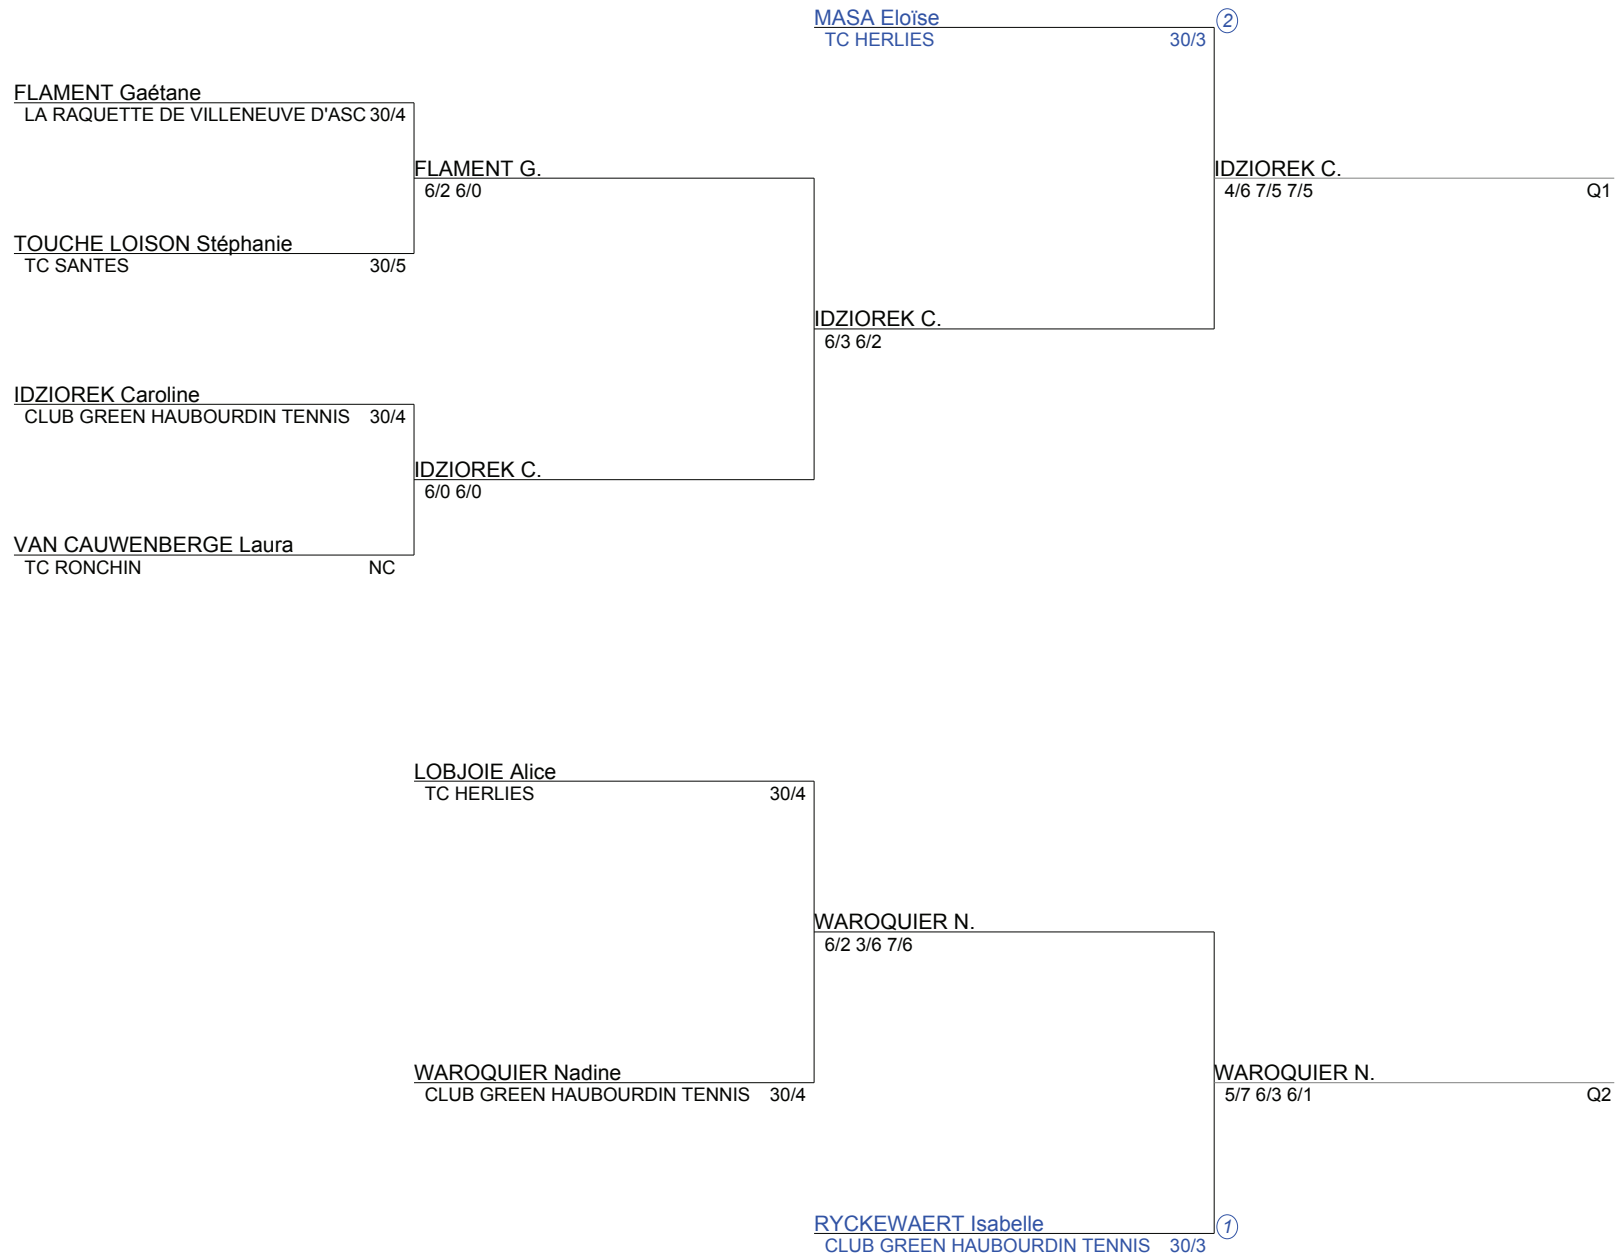 MASA Eloïse 2
TC HERLIES 30/3
FLAMENT Gaétane
LA RAQUETTE DE VILLENEUVE D'ASC 30/4
FLAMENT G.
6/2 6/0
IDZIOREK C.
4/6 7/5 7/5 Q1
TOUCHE LOISON Stéphanie
TC SANTES 30/5
IDZIOREK C.
6/3 6/2
IDZIOREK Caroline
CLUB GREEN HAUBOURDIN TENNIS 30/4
IDZIOREK C.
6/0 6/0
VAN CAUWENBERGE Laura
TC RONCHIN NC
LOBJOIE Alice
TC HERLIES 30/4
WAROQUIER N.
6/2 3/6 7/6
WAROQUIER Nadine
CLUB GREEN HAUBOURDIN TENNIS 30/4
WAROQUIER N.
5/7 6/3 6/1 Q2
RYCKEWAERT Isabelle 1
CLUB GREEN HAUBOURDIN TENNIS 30/3